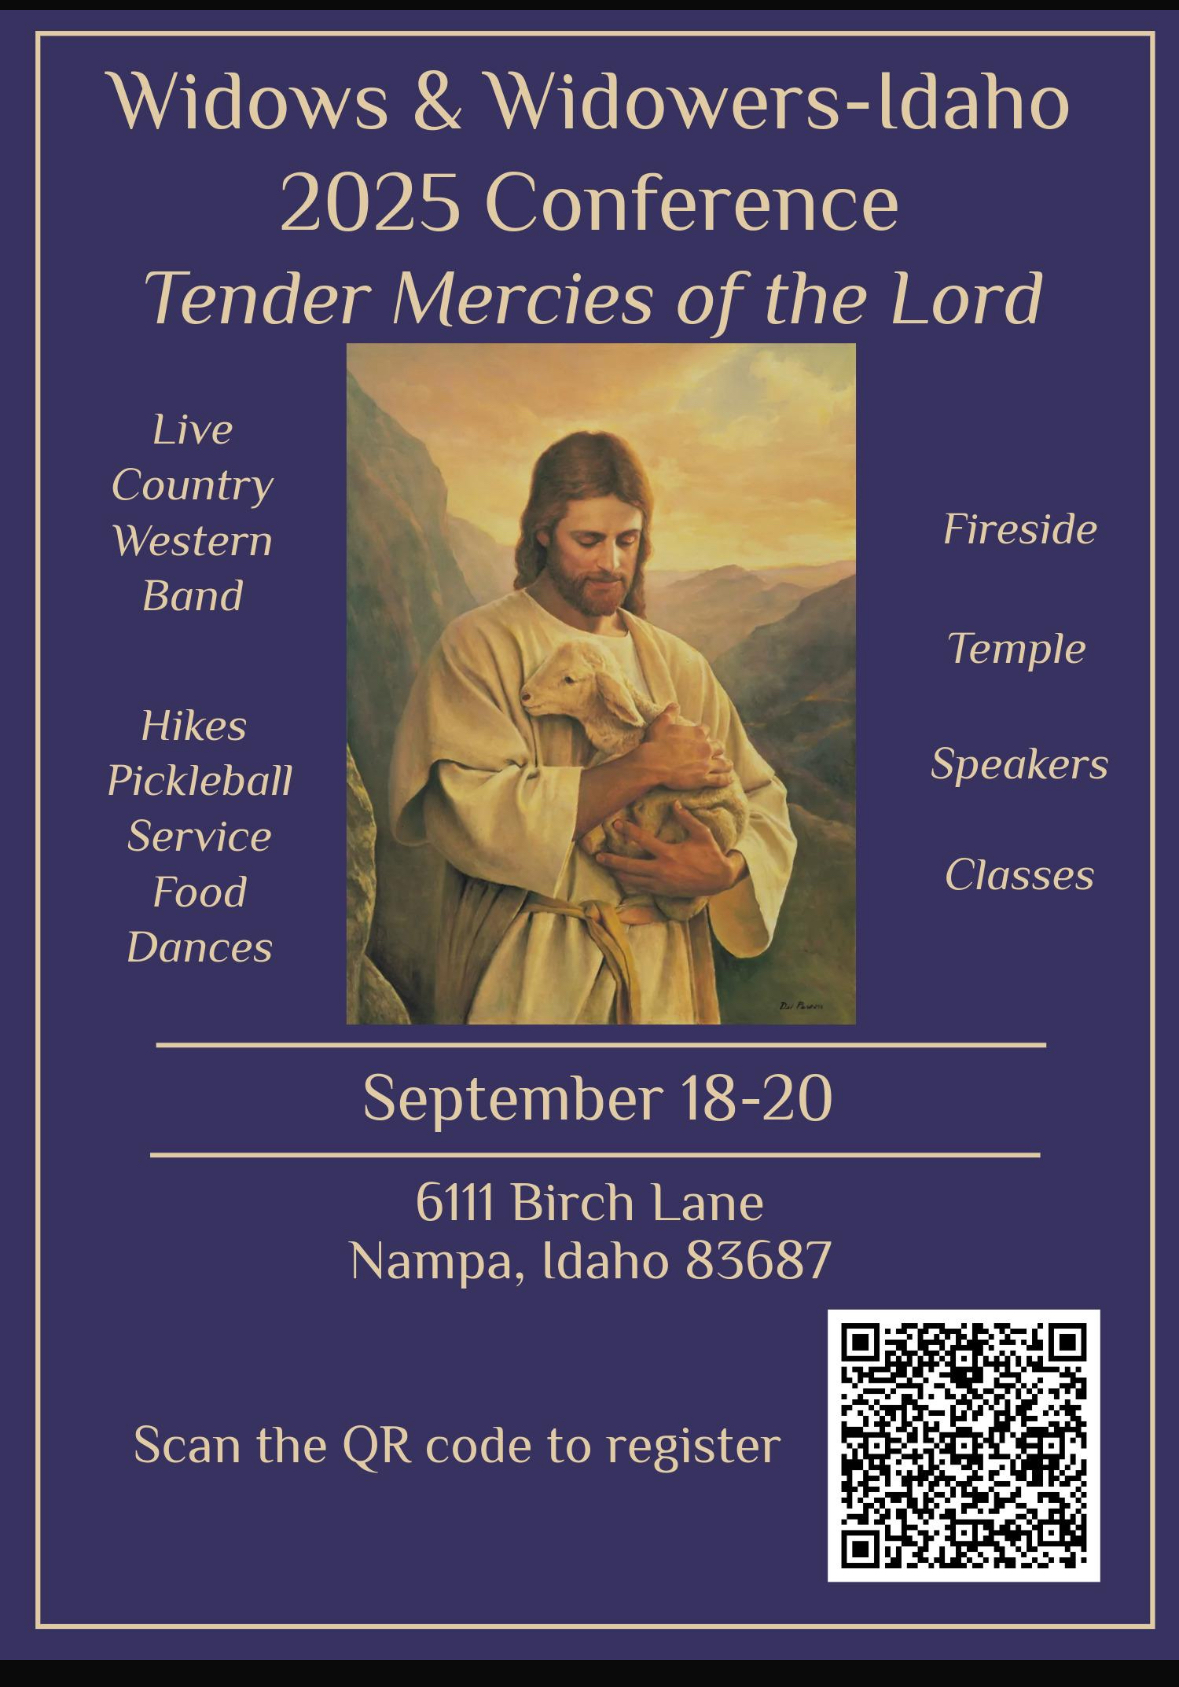 Widows & Widowers-Idaho
2025 Conference
Tender Mercies of the Lord
Live
Country
Western
Band
Hikes
Pickleball
Service
Food
Dances
Fireside
Temple
Speakers
Classes
September 18-20
6111 Birch Lane
Nampa, Idaho 83687
Scan the QR code to register